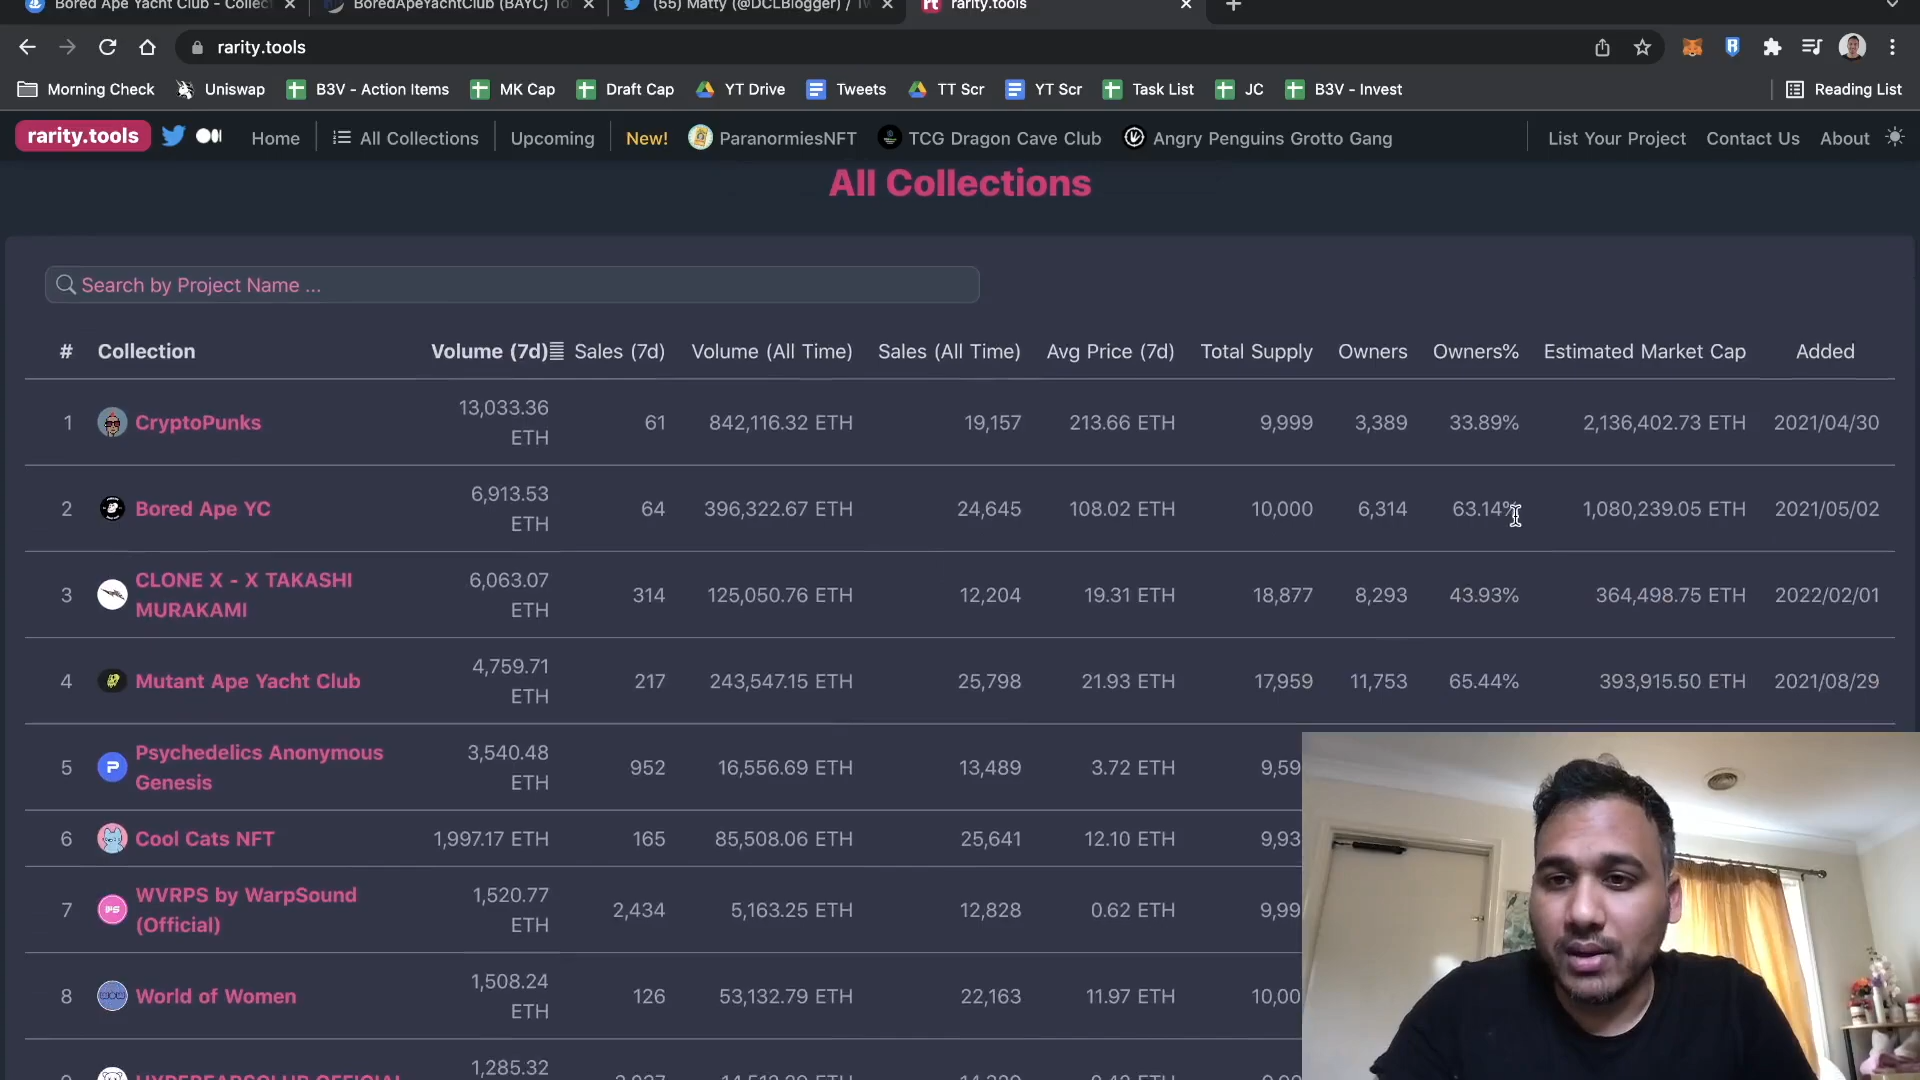 Bored Ape Yacht Club - Collect
BoredApeYachtClub (BAYC) To
(55) Matty (@DCLBlogger) / Tw
rt rarity.tools
rarity.tools
Morning Check Uniswap B3V - Action Items MK Cap Draft Cap YT Drive Tweets TT Scr YT Scr Task List JC B3V - Invest Reading List
rarity.tools Home All Collections Upcoming New! ParanormiesNFT TCG Dragon Cave Club Angry Penguins Grotto Gang List Your Project Contact Us About
All Collections
Search by Project Name ...
# Collection Volume (7d) Sales (7d) Volume (All Time) Sales (All Time) Avg Price (7d) Total Supply Owners Owners% Estimated Market Cap Added
1 CryptoPunks 13,033.36 ETH 61 842,116.32 ETH 19,157 213.66 ETH 9,999 3,389 33.89% 2,136,402.73 ETH 2021/04/30
2 Bored Ape YC 6,913.53 ETH 64 396,322.67 ETH 24,645 108.02 ETH 10,000 6,314 63.14% 1,080,239.05 ETH 2021/05/02
3 CLONE X - X TAKASHI MURAKAMI 6,063.07 ETH 314 125,050.76 ETH 12,204 19.31 ETH 18,877 8,293 43.93% 364,498.75 ETH 2022/02/01
4 Mutant Ape Yacht Club 4,759.71 ETH 217 243,547.15 ETH 25,798 21.93 ETH 17,959 11,753 65.44% 393,915.50 ETH 2021/08/29
5 Psychedelics Anonymous Genesis 3,540.48 ETH 952 16,556.69 ETH 13,489 3.72 ETH 9,59
6 Cool Cats NFT 1,997.17 ETH 165 85,508.06 ETH 25,641 12.10 ETH 9,93
7 WVRPS by WarpSound (Official) 1,520.77 ETH 2,434 5,163.25 ETH 12,828 0.62 ETH 9,99
8 World of Women 1,508.24 ETH 126 53,132.79 ETH 22,163 11.97 ETH 10,00
1,285.32